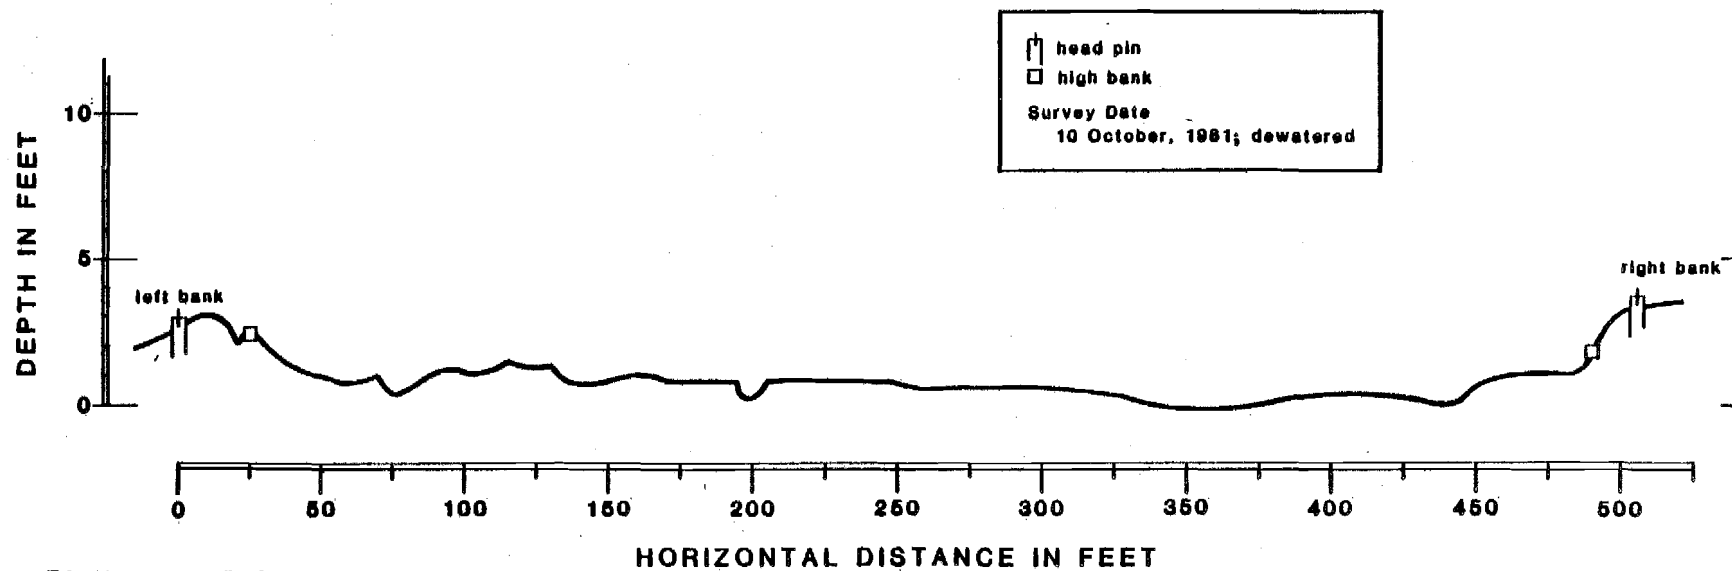 head pin
high bank
Survey Date
10 October, 1981; dewatered
10
5
0
DEPTH IN FEET
left bank
right bank
0 50 100 150 200 250 300 350 400 450 500
HORIZONTAL DISTANCE IN FEET